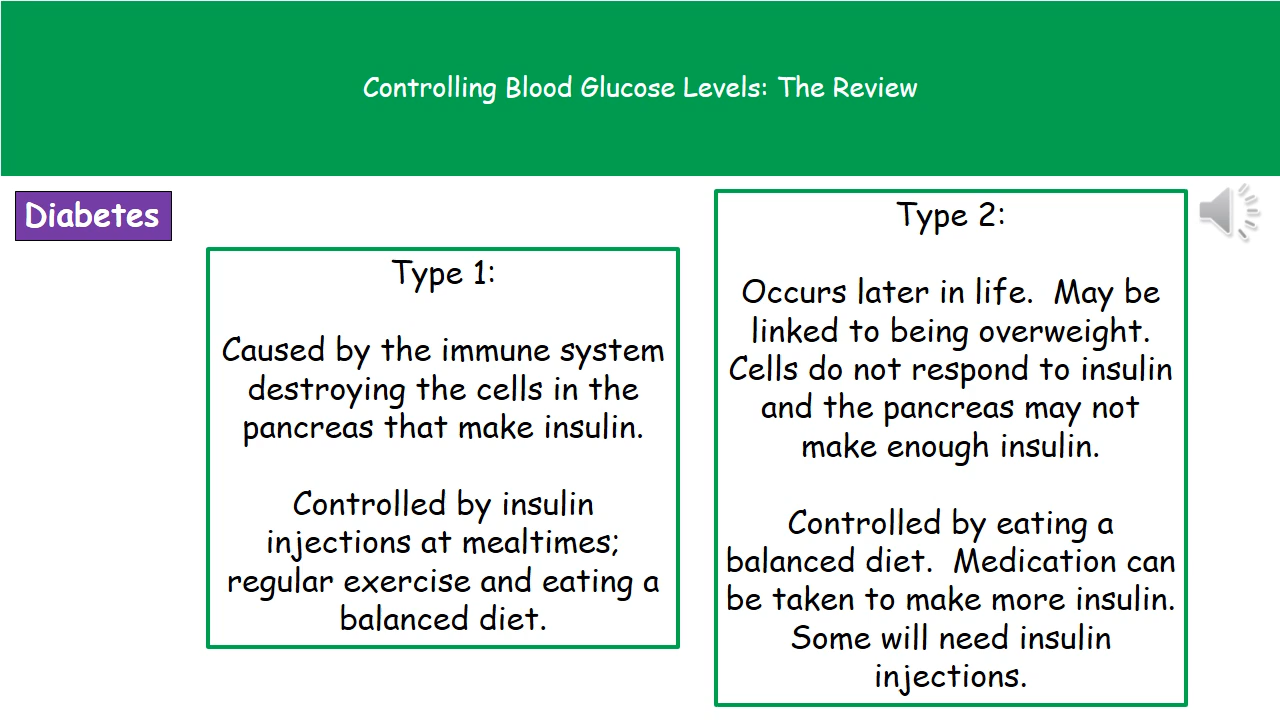 Controlling Blood Glucose Levels: The Review
Diabetes
Type 1:
Caused by the immune system
destroying the cells in the
pancreas that make insulin.
Controlled by insulin
injections at mealtimes;
regular exercise and eating a
balanced diet.
Type 2:
Occurs later in life.  May be
linked to being overweight.
Cells do not respond to insulin
and the pancreas may not
make enough insulin.
Controlled by eating a
balanced diet.  Medication can
be taken to make more insulin.
Some will need insulin
injections.